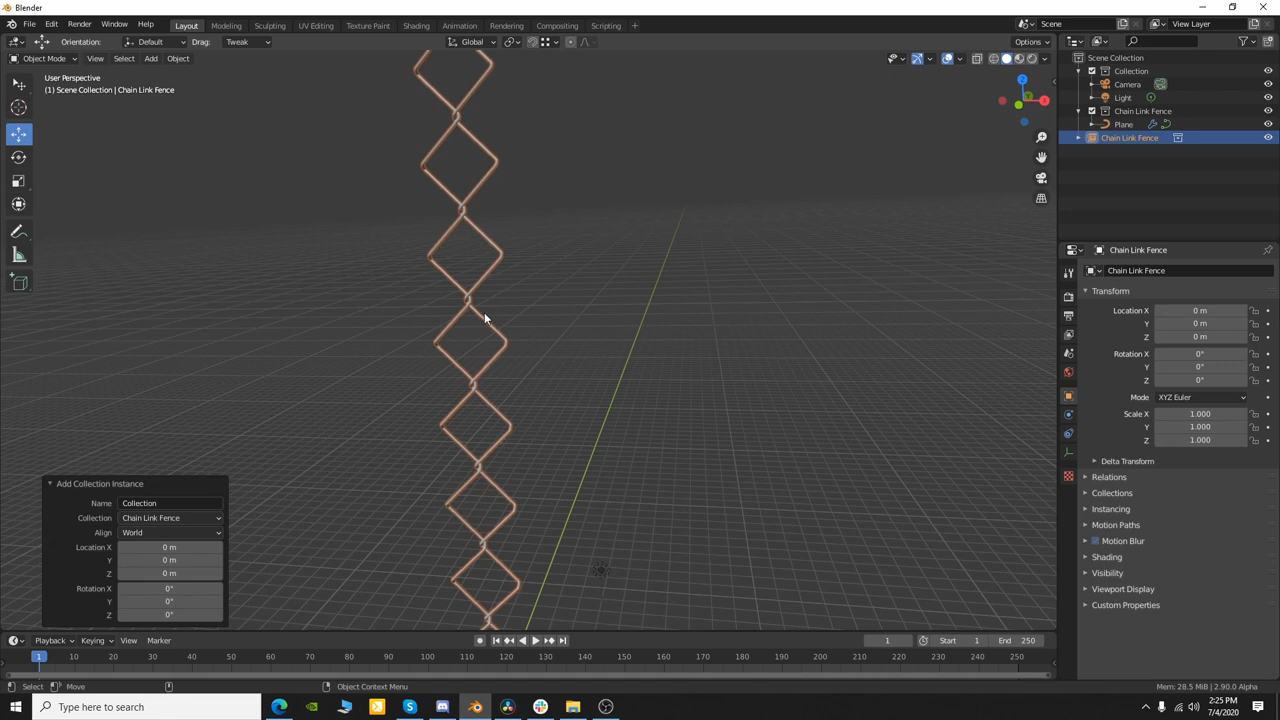 Blender
File Edit Render Window Help Layout Modeling Sculpting UV Editing Texture Paint Shading Animation Rendering Compositing Scripting + Scene View Layer
Orientation: Default Drag: Tweak Global Options
Object Mode View Select Add Object
User Perspective
(1) Scene Collection | Chain Link Fence
Z
X
Y
Scene Collection
Collection
Camera
Light
Chain Link Fence
Plane
Chain Link Fence
Chain Link Fence
Chain Link Fence
Transform
Location X 0 m
Y 0 m
Z 0 m
Rotation X 0°
Y 0°
Z 0°
Mode XYZ Euler
Scale X 1.000
Y 1.000
Z 1.000
Delta Transform
Relations
Collections
Instancing
Motion Paths
Motion Blur
Shading
Visibility
Viewport Display
Custom Properties
Add Collection Instance
Name Collection
Collection Chain Link Fence
Align World
Location X 0 m
Y 0 m
Z 0 m
Rotation X 0°
Y 0°
Z 0°
Playback Keying View Marker 1 Start 1 End 250
1 10 20 30 40 50 60 70 80 90 100 110 120 130 140 150 160 170 180 190 200 210 220 230 240 250
Select Move Object Context Menu Mem: 28.5 MiB | 2.90.0 Alpha
Type here to search
2:25 PM
7/4/2020